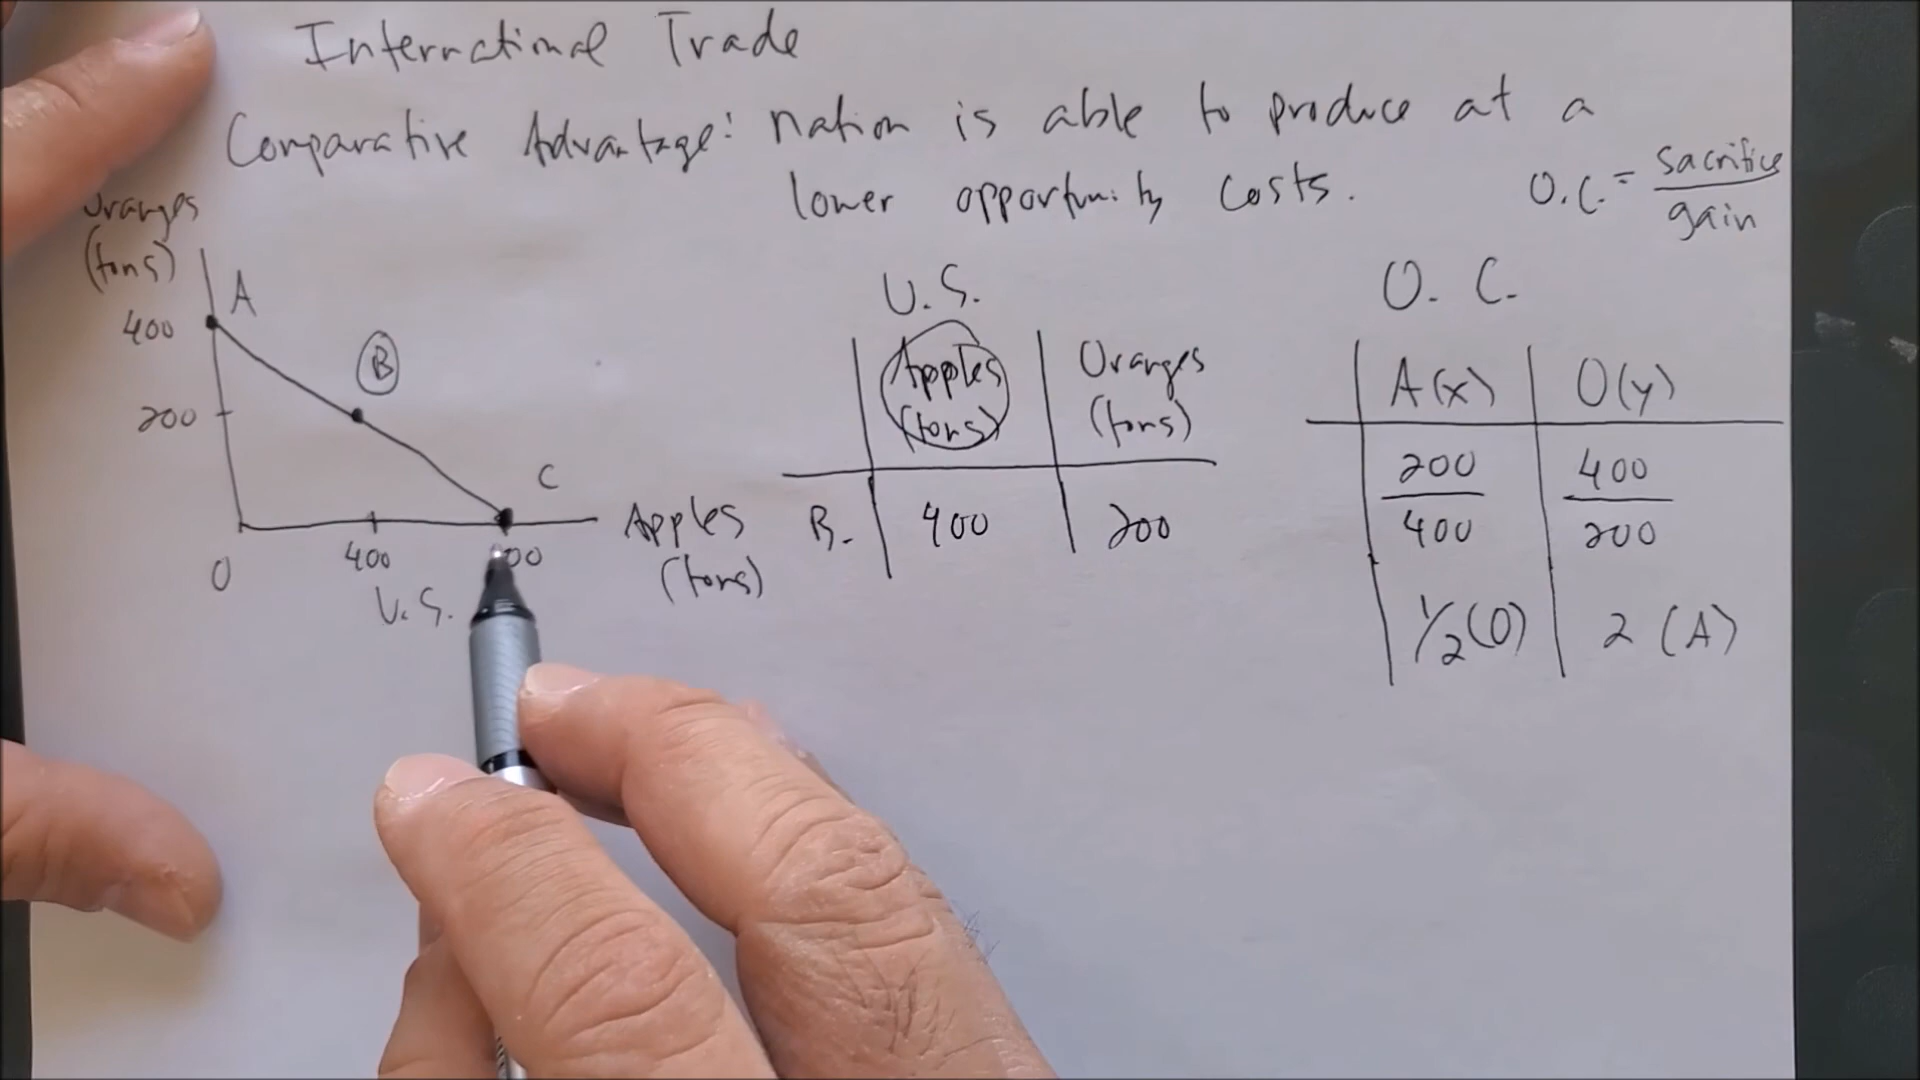 International Trade
Comparative Advantage: nation is able to produce at a
lower opportunity costs.
O.C. = sacrifice
gain
Oranges
(tons)
A
400
B
200
C
0
400
Apples
(tons)
U.S.
U.S.
Apples
(tons)
Oranges
(tons)
B.
400
200
O. C.
A(x)
O(y)
200
400
400
200
1/2(O)
2 (A)